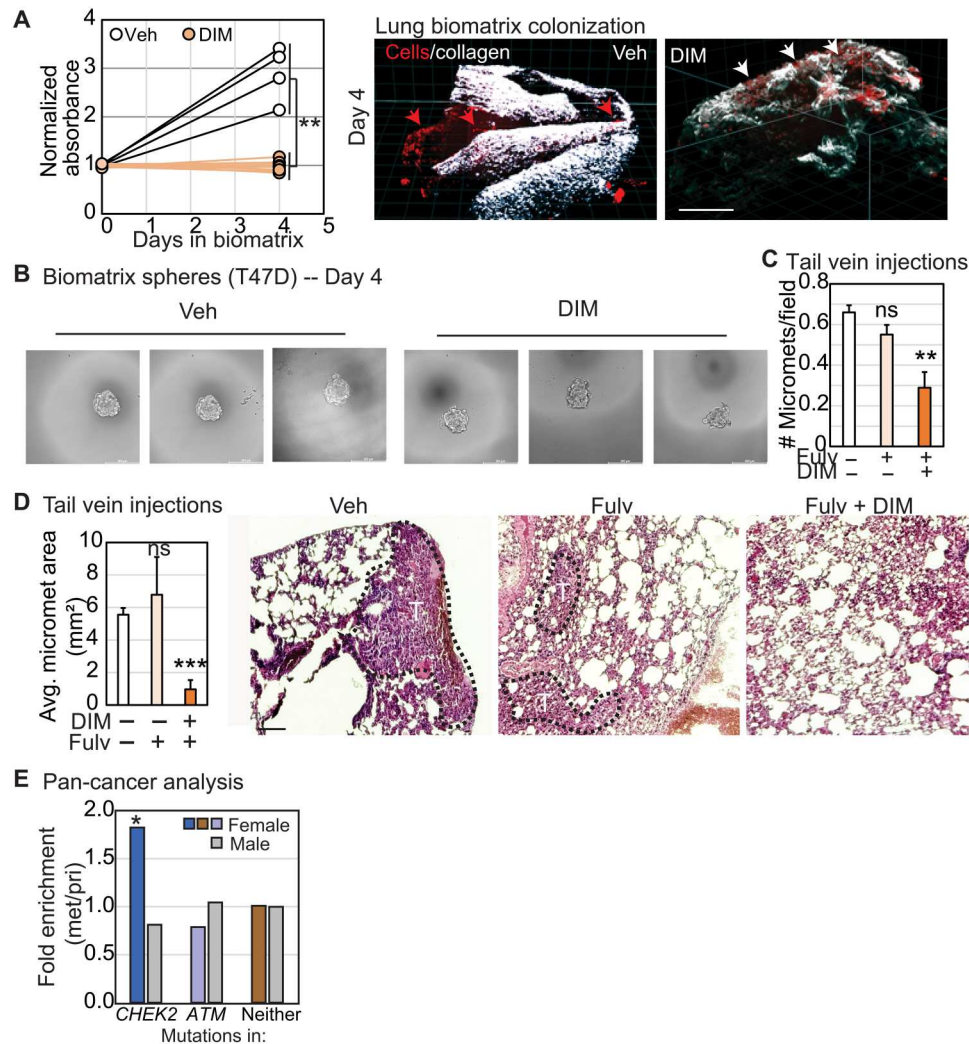 A
Normalized
absorbance
4
3
2
1
0
Veh
DIM
**
0 1 2 3 4 5
Days in biomatrix
Lung biomatrix colonization
Day 4
Cells/collagen
Veh
DIM
B Biomatrix spheres (T47D) -- Day 4
Veh
DIM
C Tail vein injections
# Micromets/field
0.8
0.6
0.4
0.2
0
ns
**
Fulv – + +
DIM – – +
D Tail vein injections
Avg. micromet area
(mm²)
10
8
6
4
2
0
ns
***
DIM – – +
Fulv – + +
Veh
T
Fulv
T
T
Fulv + DIM
E Pan-cancer analysis
Fold enrichment
(met/pri)
2.0
1.5
1.0
0.5
0.0
*
Female
Male
CHEK2 ATM Neither
Mutations in: